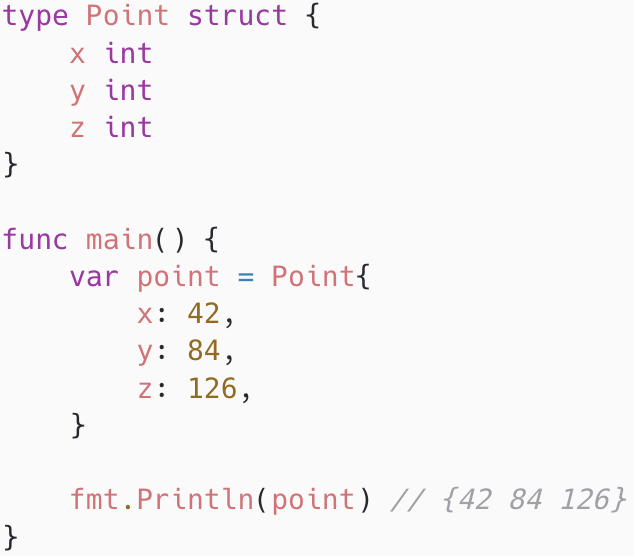 type Point struct {
    x int
    y int
    z int
}

func main() {
    var point = Point{
        x: 42,
        y: 84,
        z: 126,
    }

    fmt.Println(point) // {42 84 126}
}